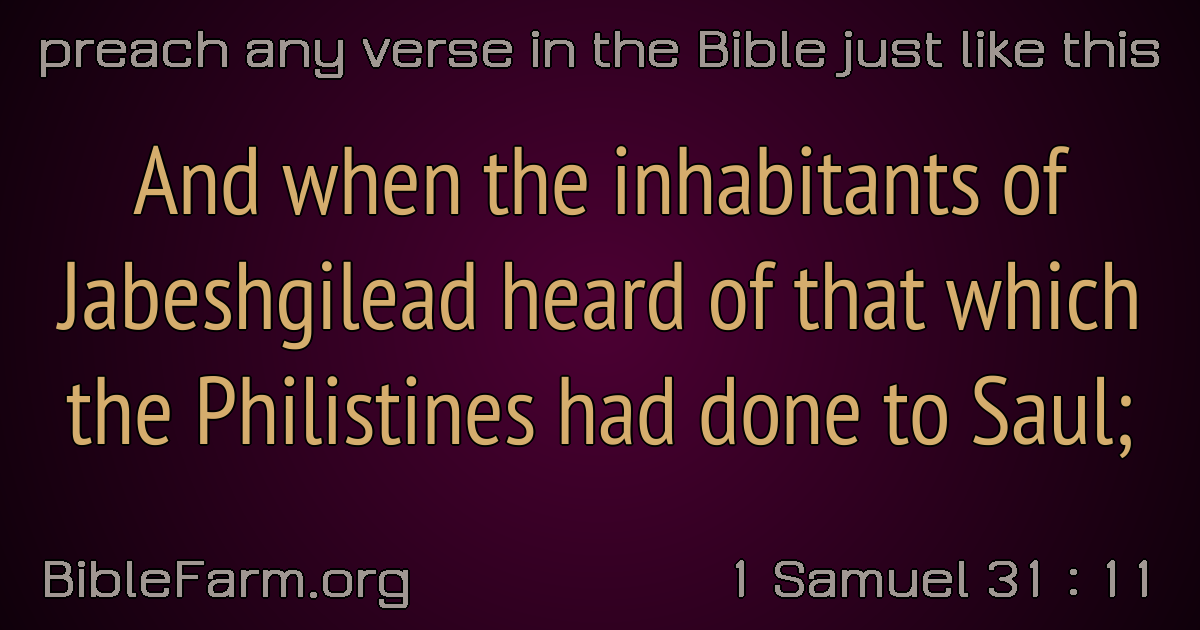 preach any verse in the Bible just like this
And when the inhabitants of
Jabeshgilead heard of that which
the Philistines had done to Saul;
BibleFarm.org
1 Samuel 31 : 11